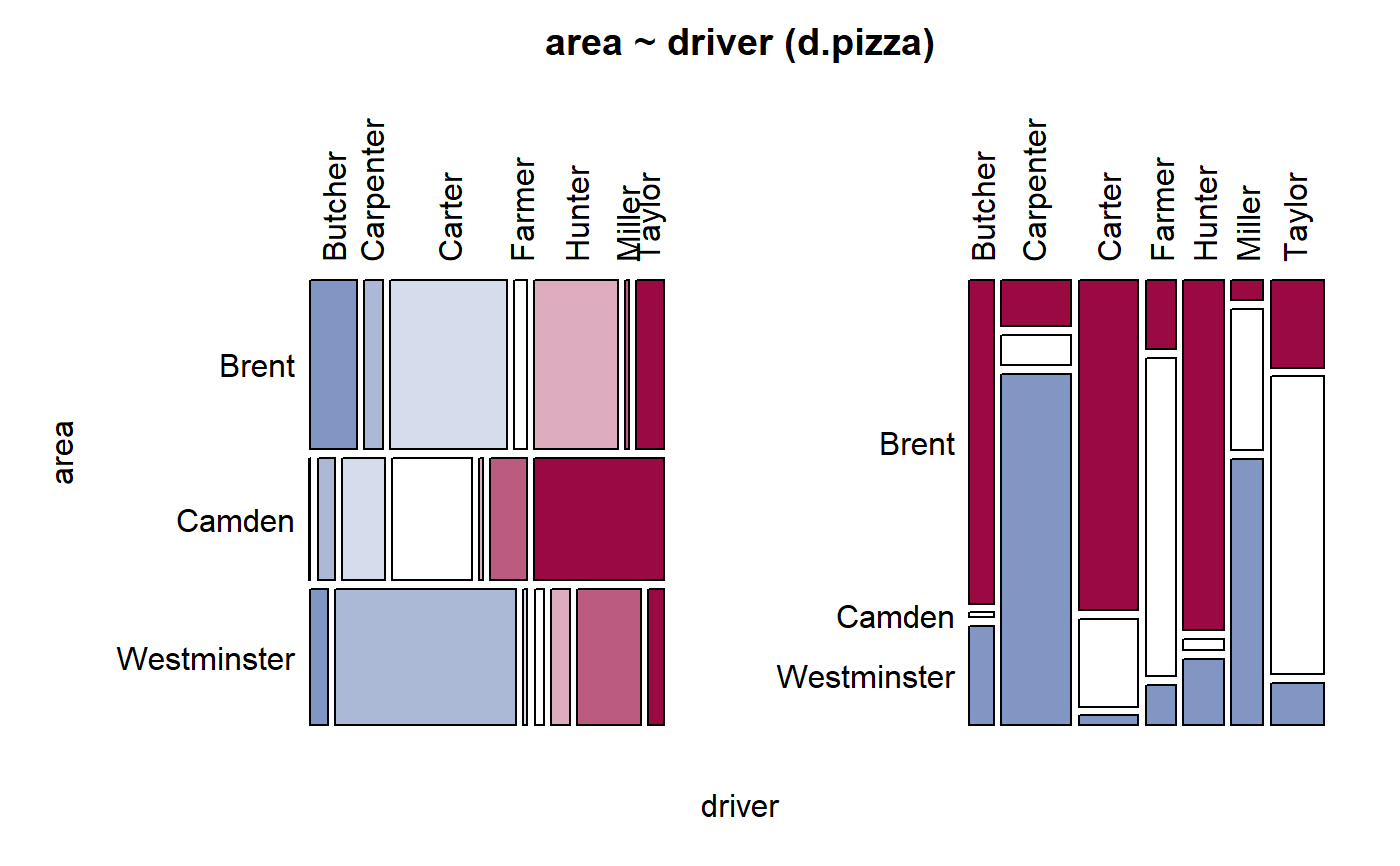 area ~ driver (d.pizza)
Butcher
Carpenter
Carter
Farmer
Hunter
Miller
Taylor
Brent
Camden
Westminster
area
Butcher
Carpenter
Carter
Farmer
Hunter
Miller
Taylor
Brent
Camden
Westminster
driver